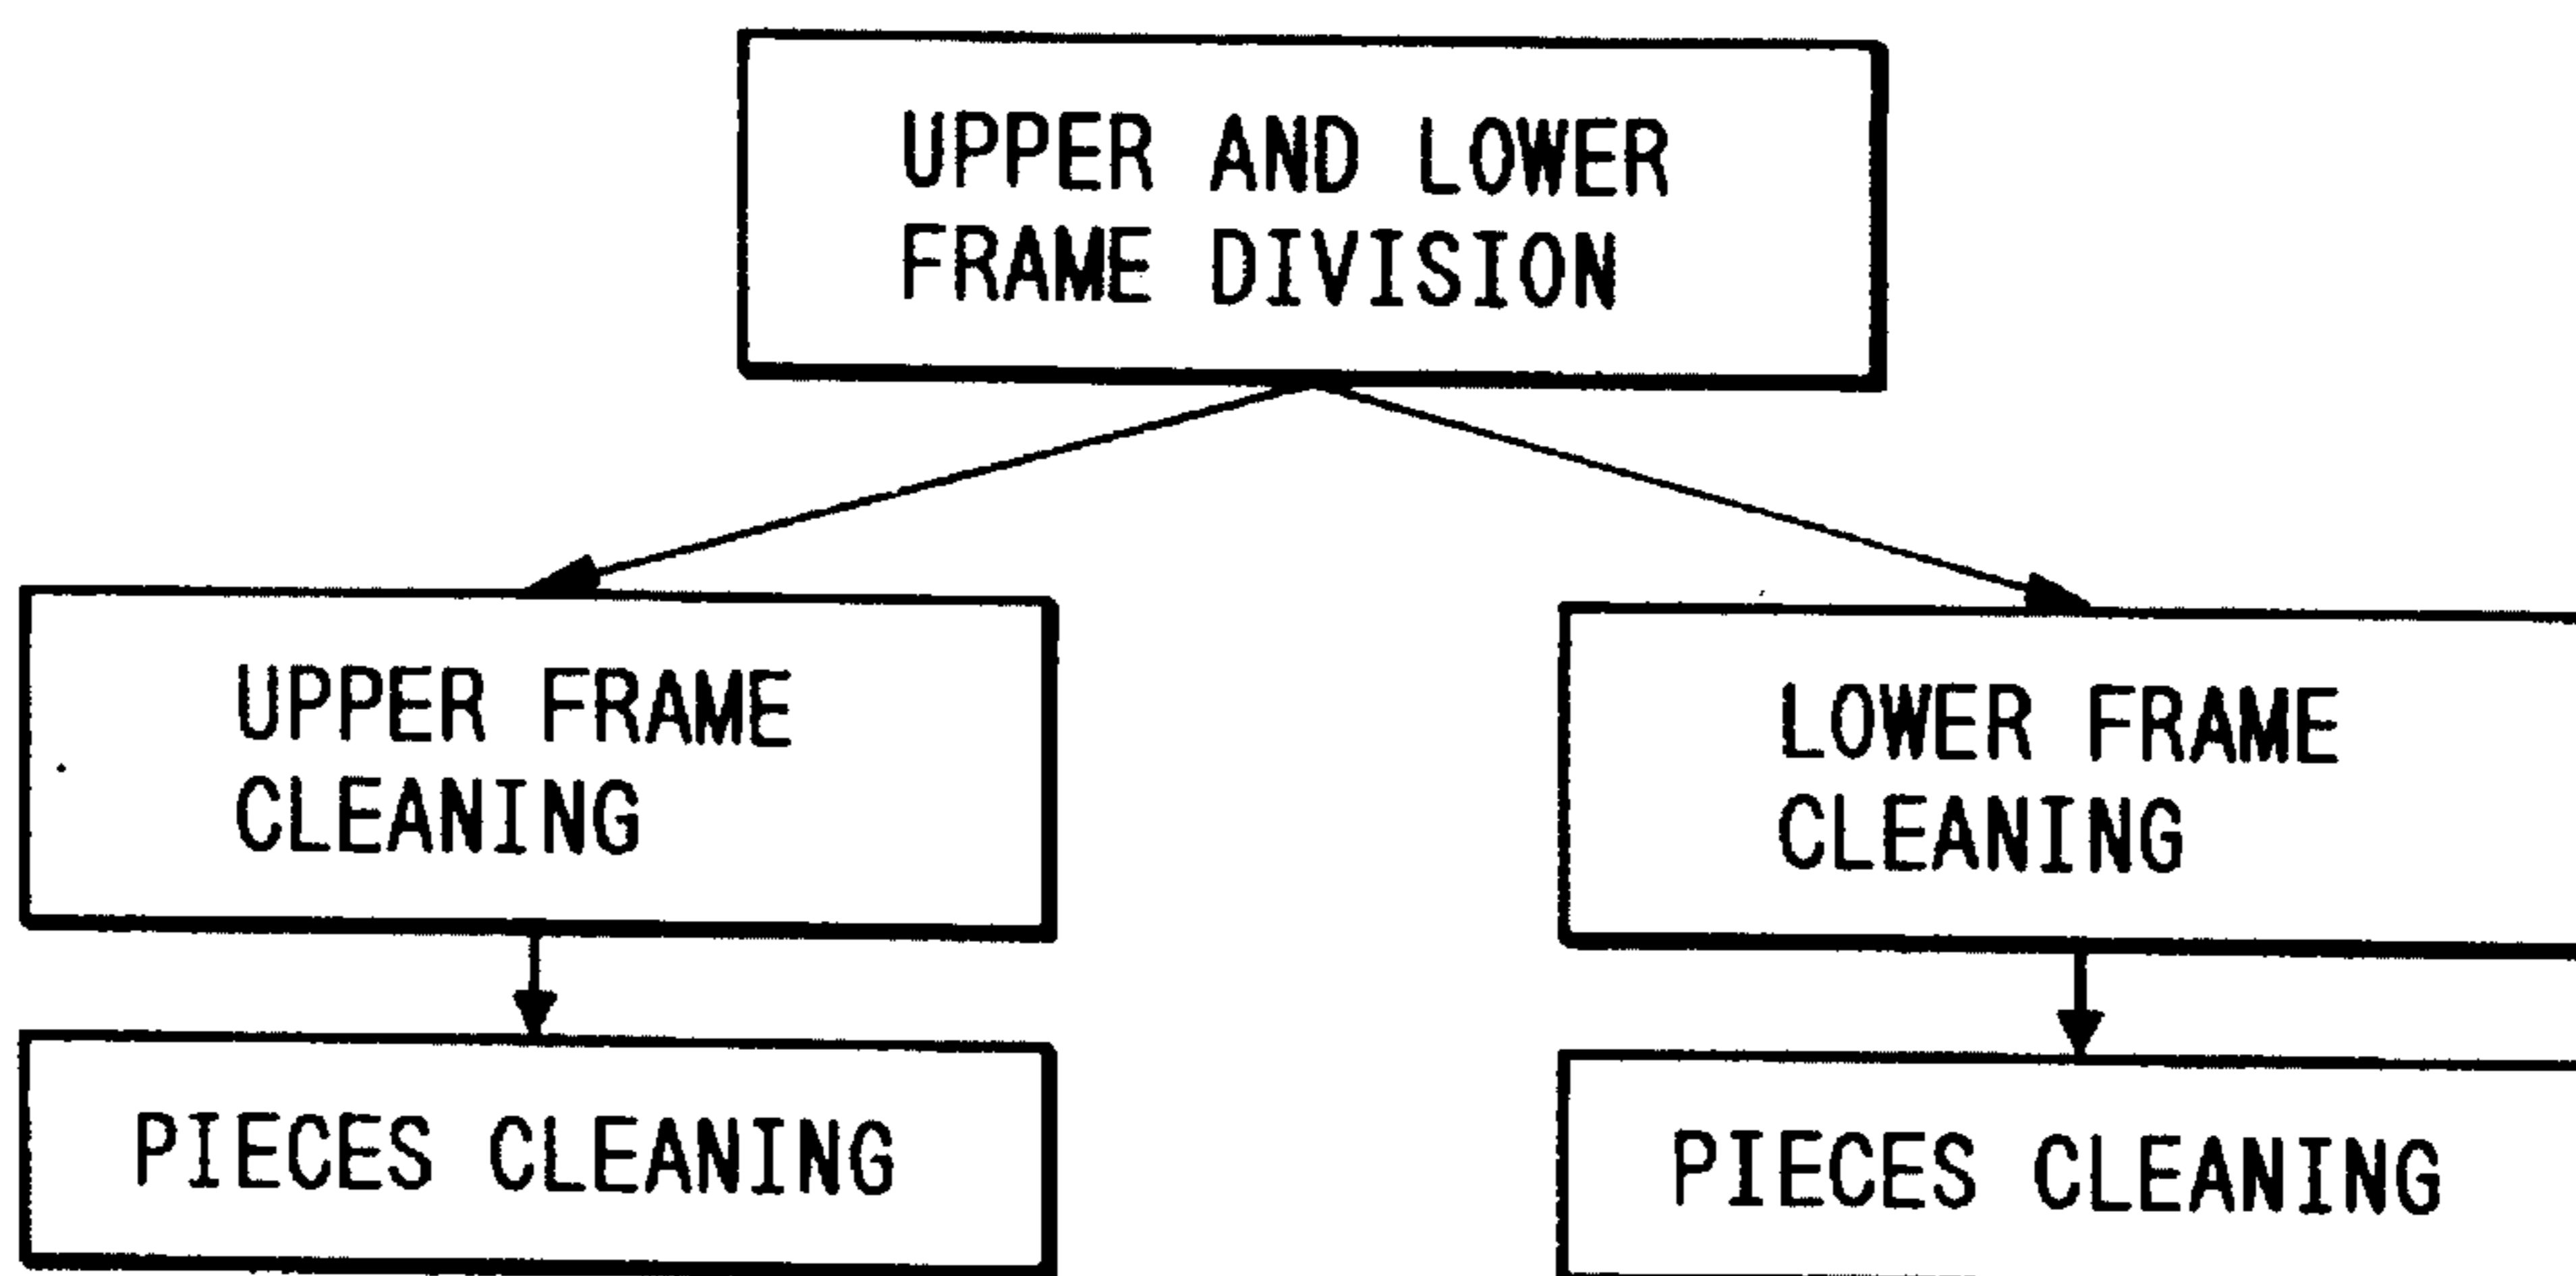 UPPER AND LOWER
FRAME DIVISION
UPPER FRAME
CLEANING
LOWER FRAME
CLEANING
PIECES CLEANING
PIECES CLEANING